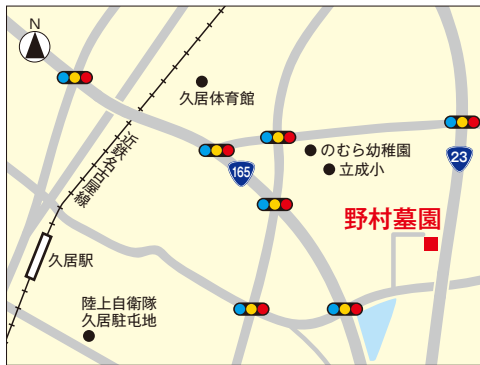 N
久居体育館
近鉄名古屋線
のむら幼稚園
立成小
165
23
野村墓園
久居駅
陸上自衛隊
久居駐屯地